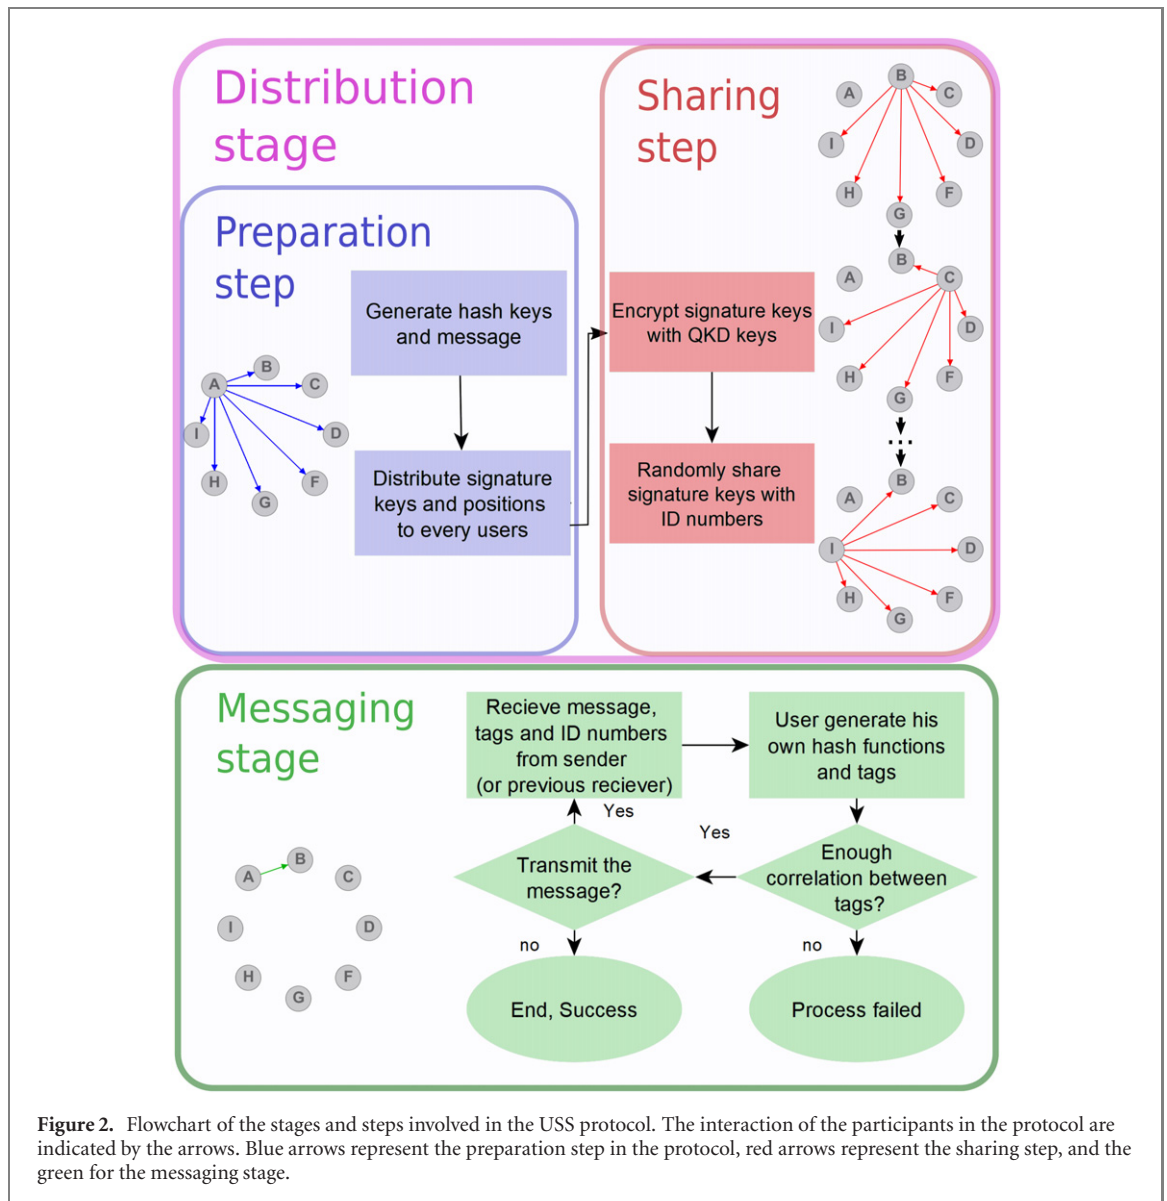 Distribution
stage
Sharing
step
B
A
C
I
D
H
F
G
Preparation
step
Generate hash keys
and message
B
A
C
I
D
H
F
G
Distribute signature
keys and positions
to every users
Encrypt signature keys
with QKD keys
Randomly share
signature keys with
ID numbers
B
A
C
I
D
H
F
G
...
B
A
C
I
D
H
F
G
Messaging
stage
Recieve message,
tags and ID numbers
from sender
(or previous reciever)
User generate his
own hash functions
and tags
Yes
Yes
Transmit the
message?
Enough
correlation between
tags?
no
no
End, Success
Process failed
B
A
C
I
D
H
F
G
Figure 2. Flowchart of the stages and steps involved in the USS protocol. The interaction of the participants in the protocol are
indicated by the arrows. Blue arrows represent the preparation step in the protocol, red arrows represent the sharing step, and the
green for the messaging stage.